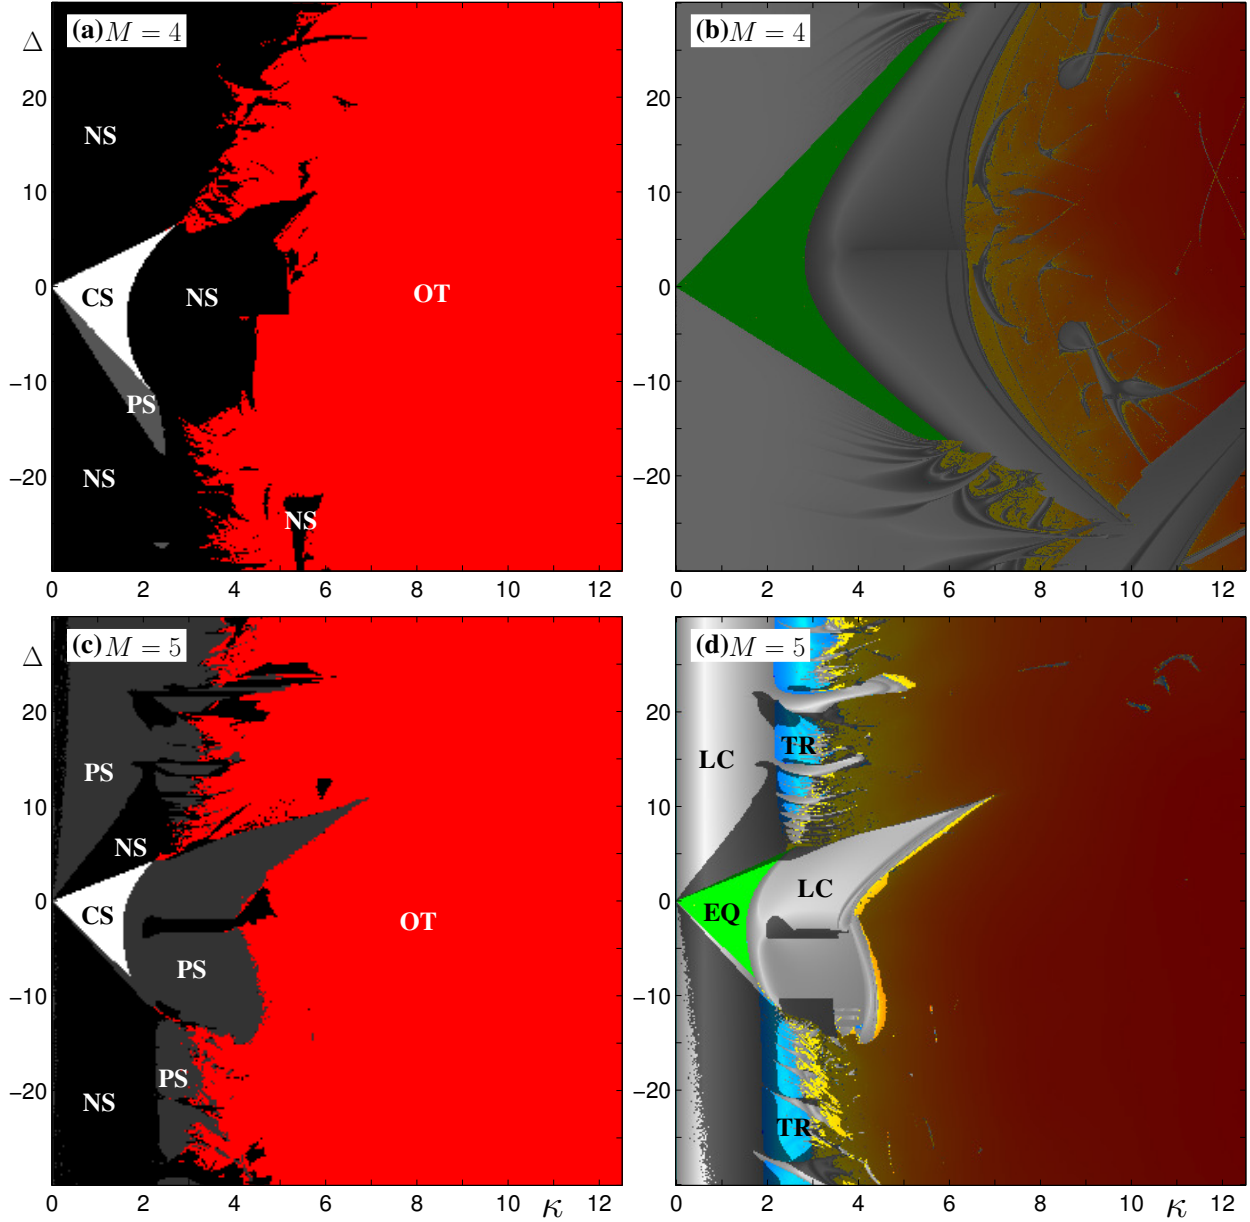 (a) M = 4
(b) M = 4
Δ
20
10
0
−10
−20
NS
CS
NS
OT
PS
NS
NS
0 2 4 6 8 10 12
20
10
0
−10
−20
0 2 4 6 8 10 12
(c) M = 5
(d) M = 5
Δ
20
10
0
−10
−20
PS
NS
CS
OT
PS
PS
NS
0 2 4 6 8 10 κ 12
20
10
0
−10
−20
LC
TR
EQ
LC
TR
0 2 4 6 8 10 κ 12